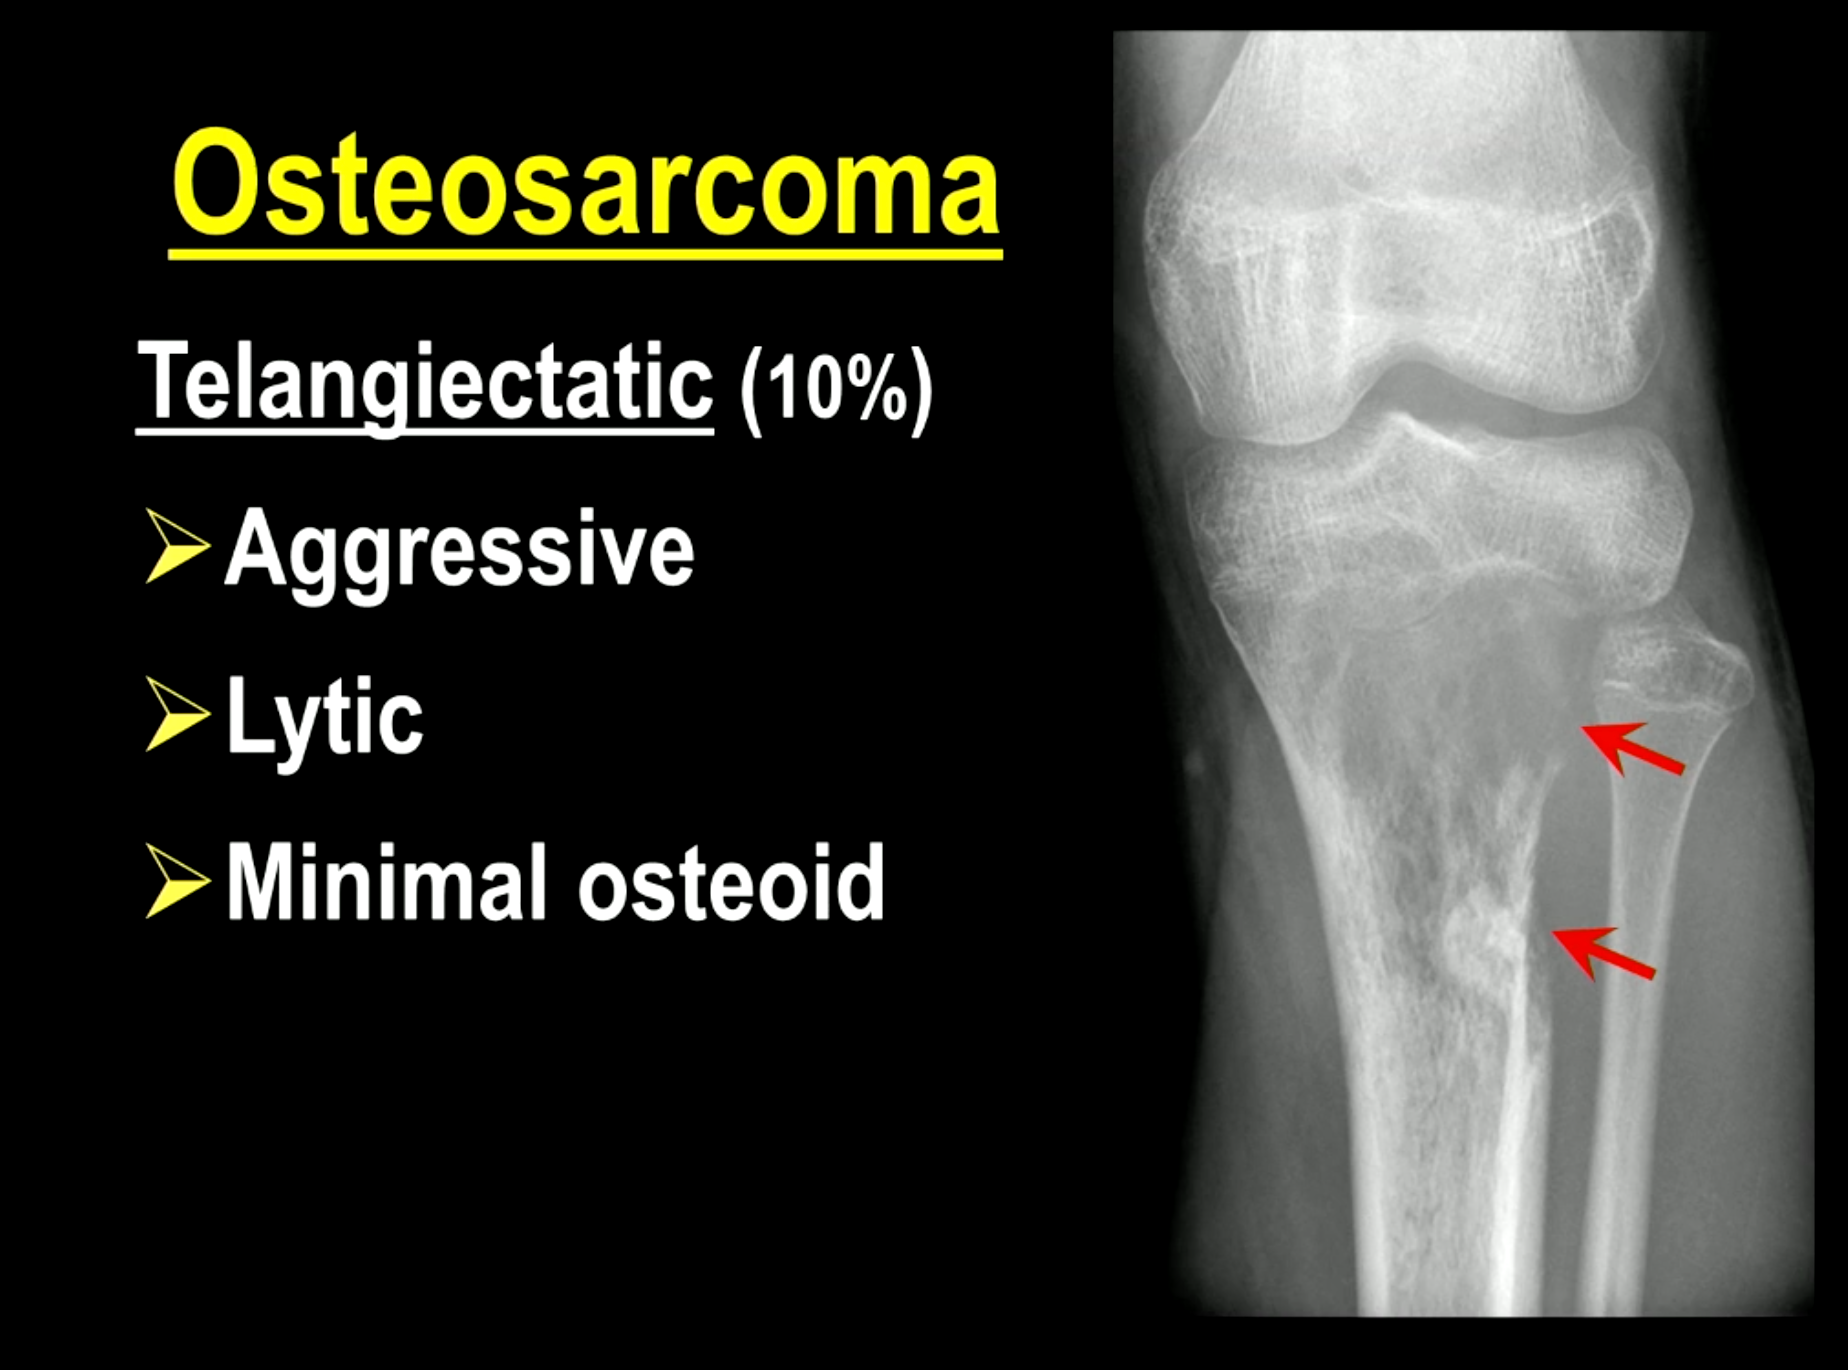 Osteosarcoma
Telangiectatic (10%)
Aggressive
Lytic
Minimal osteoid